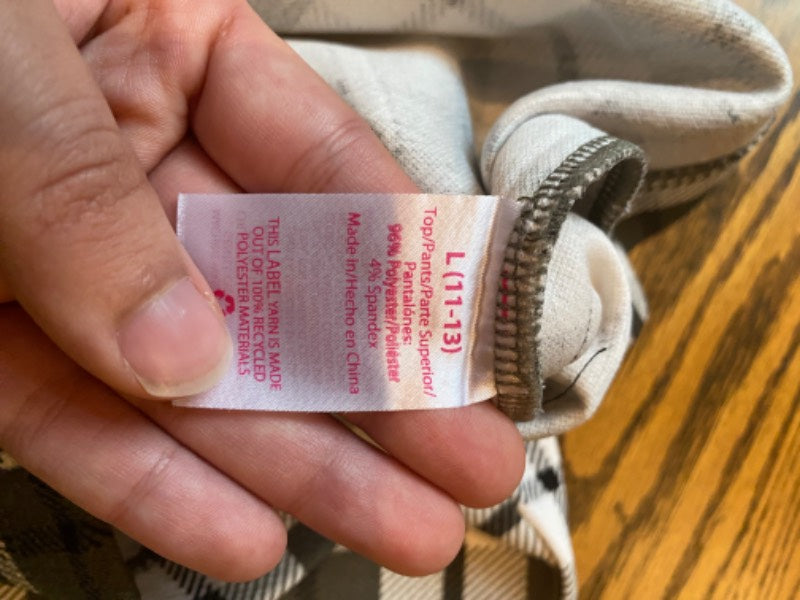 L (11-13)
Top/Pants/Parte Superior/
Pantalónes:
96% Polyester/Poliéster
4% Spandex
Made in/Hecho en China
THIS LABEL YARN IS MADE
OUT OF 100% RECYCLED
POLYESTER MATERIALS